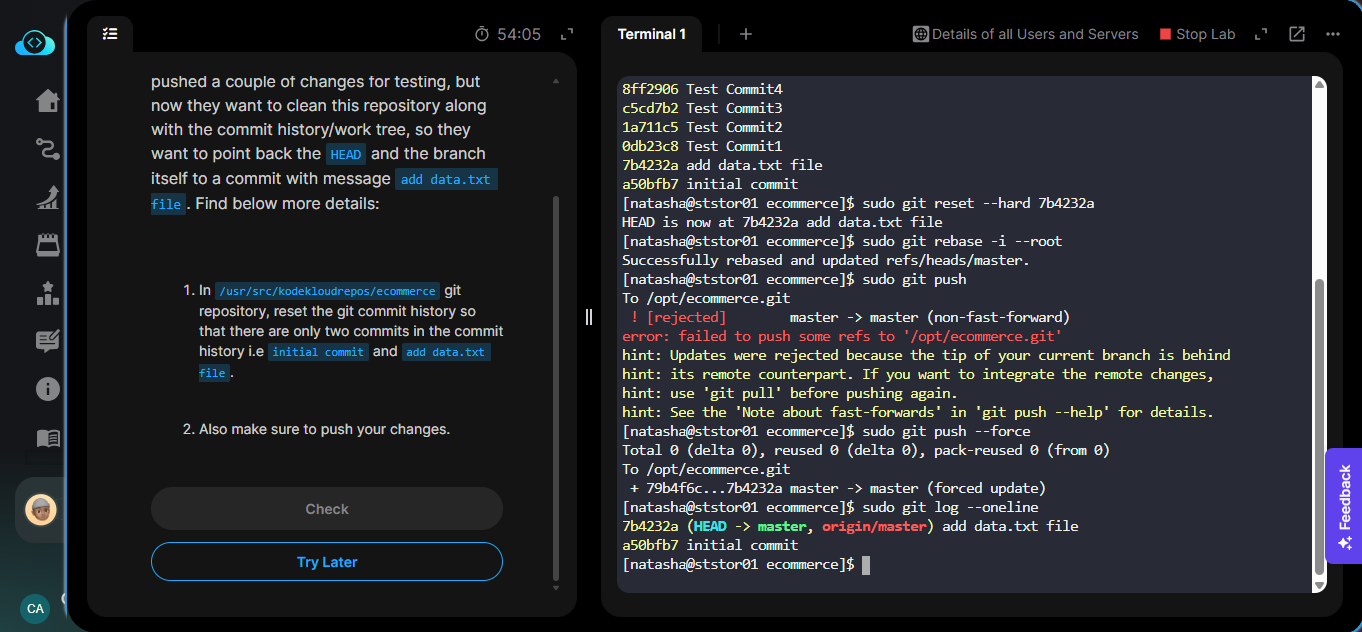 54:05
pushed a couple of changes for testing, but
now they want to clean this repository along
with the commit history/work tree, so they
want to point back the HEAD and the branch
itself to a commit with message add data.txt
file. Find below more details:
1. In /usr/src/kodekloudrepos/ecommerce git
repository, reset the git commit history so
that there are only two commits in the commit
history i.e initial commit and add data.txt
file.
2. Also make sure to push your changes.
Check
Try Later
CA
Terminal 1
+
Details of all Users and Servers
Stop Lab
8ff2906 Test Commit4
c5cd7b2 Test Commit3
1a711c5 Test Commit2
0db23c8 Test Commit1
7b4232a add data.txt file
a50bfb7 initial commit
[natasha@ststor01 ecommerce]$ sudo git reset --hard 7b4232a
HEAD is now at 7b4232a add data.txt file
[natasha@ststor01 ecommerce]$ sudo git rebase -i --root
Successfully rebased and updated refs/heads/master.
[natasha@ststor01 ecommerce]$ sudo git push
To /opt/ecommerce.git
 ! [rejected]        master -> master (non-fast-forward)
error: failed to push some refs to '/opt/ecommerce.git'
hint: Updates were rejected because the tip of your current branch is behind
hint: its remote counterpart. If you want to integrate the remote changes,
hint: use 'git pull' before pushing again.
hint: See the 'Note about fast-forwards' in 'git push --help' for details.
[natasha@ststor01 ecommerce]$ sudo git push --force
Total 0 (delta 0), reused 0 (delta 0), pack-reused 0 (from 0)
To /opt/ecommerce.git
 + 79b4f6c...7b4232a master -> master (forced update)
[natasha@ststor01 ecommerce]$ sudo git log --oneline
7b4232a (HEAD -> master, origin/master) add data.txt file
a50bfb7 initial commit
[natasha@ststor01 ecommerce]$
Feedback